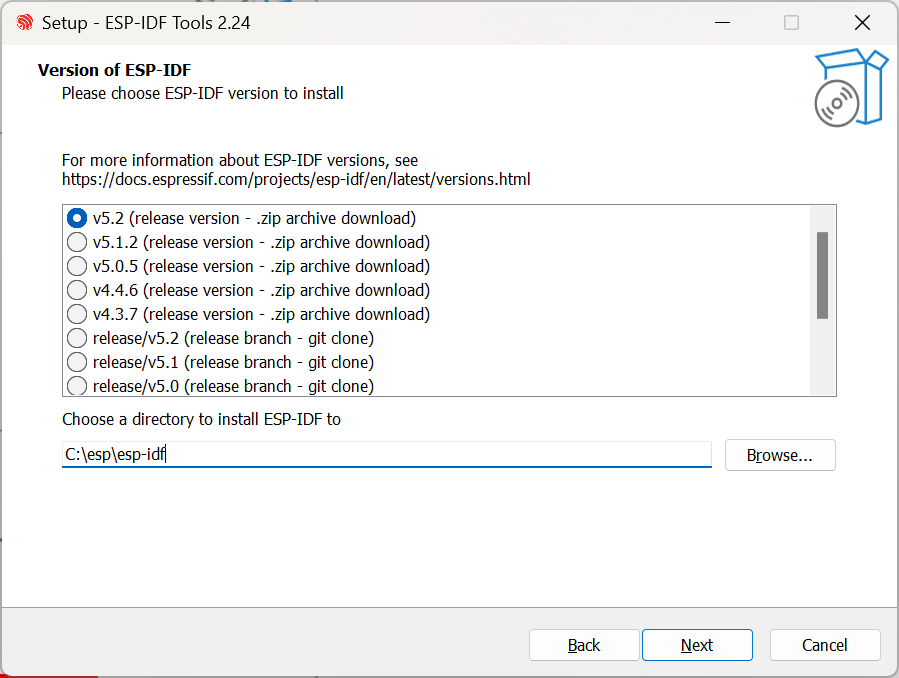 Setup - ESP-IDF Tools 2.24
Version of ESP-IDF
Please choose ESP-IDF version to install
For more information about ESP-IDF versions, see
https://docs.espressif.com/projects/esp-idf/en/latest/versions.html
v5.2 (release version - .zip archive download)
v5.1.2 (release version - .zip archive download)
v5.0.5 (release version - .zip archive download)
v4.4.6 (release version - .zip archive download)
v4.3.7 (release version - .zip archive download)
release/v5.2 (release branch - git clone)
release/v5.1 (release branch - git clone)
release/v5.0 (release branch - git clone)
Choose a directory to install ESP-IDF to
C:\esp\esp-idf
Browse...
Back
Next
Cancel